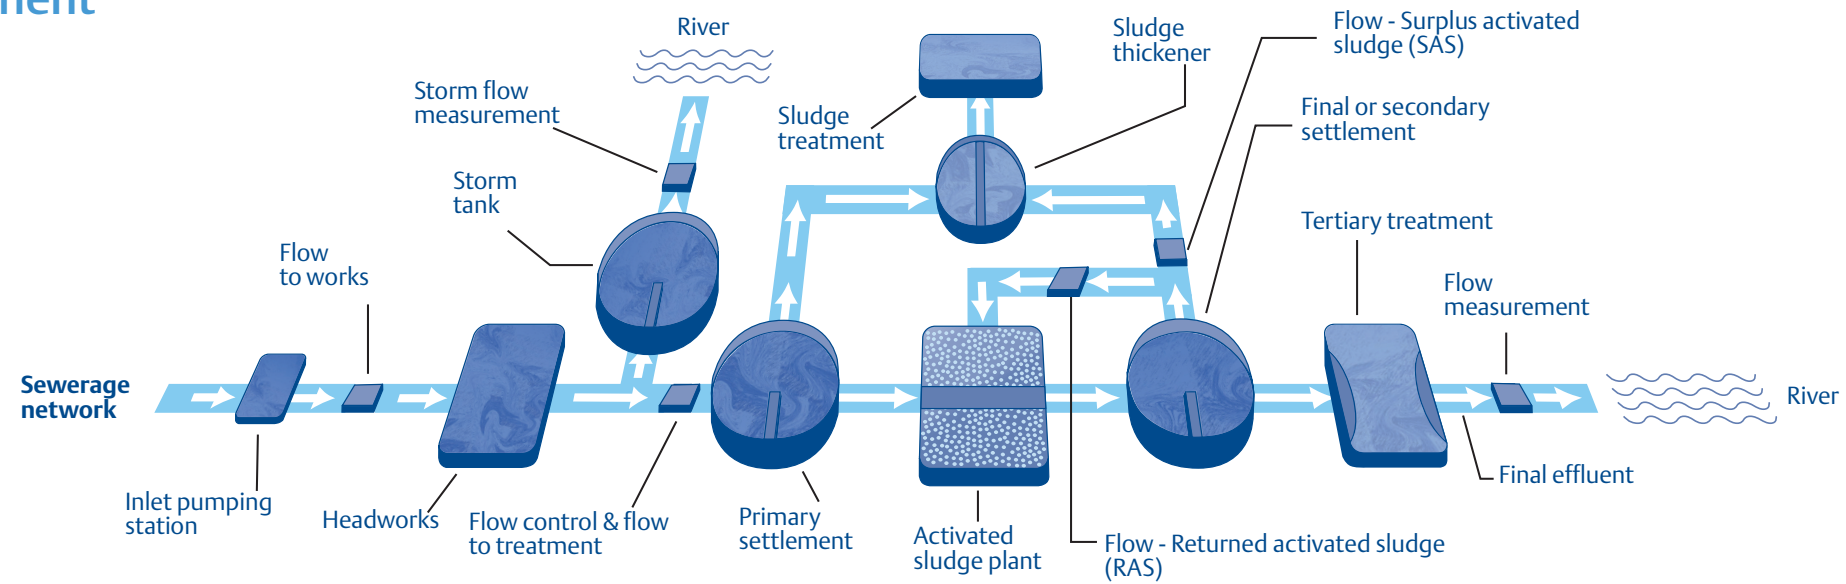 River
Sludge
thickener
Flow - Surplus activated
sludge (SAS)
Storm flow
measurement
Sludge
treatment
Final or secondary
settlement
Storm
tank
Tertiary treatment
Flow
to works
Flow
measurement
Sewerage
network
River
Inlet pumping
station
Headworks
Flow control & flow
to treatment
Primary
settlement
Activated
sludge plant
Flow - Returned activated sludge
(RAS)
Final effluent